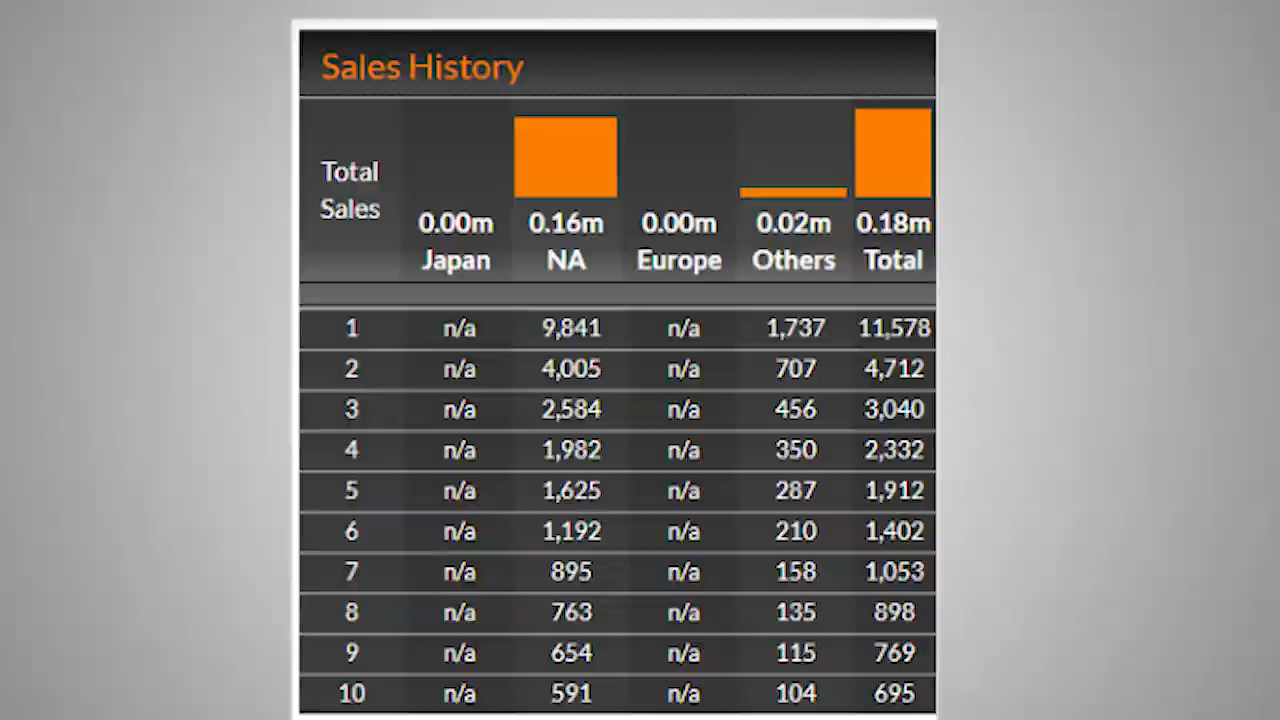 Sales History
Total Sales
0.00m 0.16m 0.00m 0.02m 0.18m
Japan NA Europe Others Total
1 n/a 9,841 n/a 1,737 11,578
2 n/a 4,005 n/a 707 4,712
3 n/a 2,584 n/a 456 3,040
4 n/a 1,982 n/a 350 2,332
5 n/a 1,625 n/a 287 1,912
6 n/a 1,192 n/a 210 1,402
7 n/a 895 n/a 158 1,053
8 n/a 763 n/a 135 898
9 n/a 654 n/a 115 769
10 n/a 591 n/a 104 695